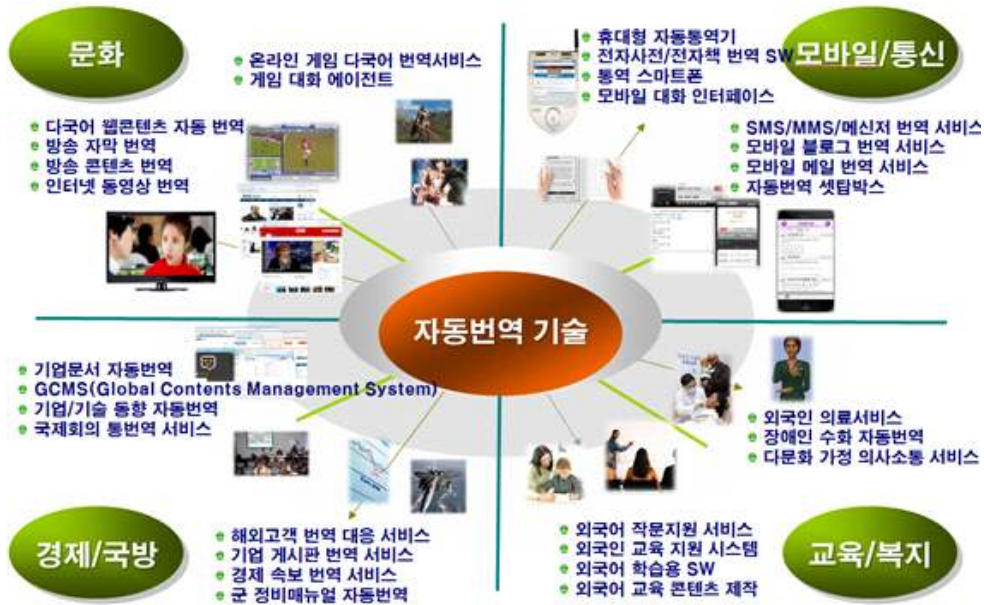 문화
온라인 게임 다국어 번역서비스
게임 대화 에이전트
다국어 웹콘텐츠 자동 번역
방송 자막 번역
방송 콘텐츠 번역
인터넷 동영상 번역
모바일/통신
휴대형 자동통역기
전자사전/전자책 번역 SW
통역 스마트폰
모바일 대화 인터페이스
SMS/MMS/메신저 번역 서비스
모바일 블로그 번역 서비스
모바일 메일 번역 서비스
자동번역 셋탑박스
자동번역 기술
기업문서 자동번역
GCMS(Global Contents Management System)
기업/기술 동향 자동번역
국제회의 통번역 서비스
경제/국방
해외고객 번역 대응 서비스
기업 게시판 번역 서비스
경제 속보 번역 서비스
군 정비매뉴얼 자동번역
외국인 의료서비스
장애인 수화 자동번역
다문화 가정 의사소통 서비스
외국어 작문지원 서비스
외국인 교육 지원 시스템
외국어 학습용 SW
외국어 교육 콘텐츠 제작
교육/복지